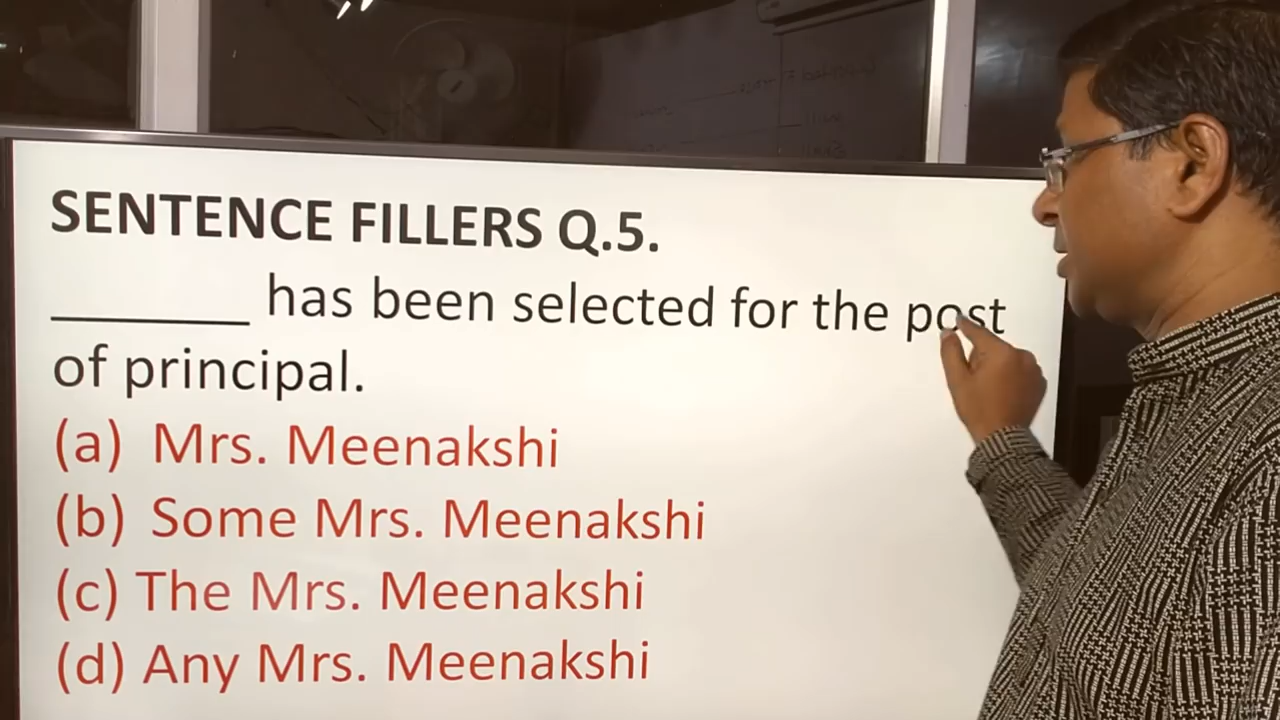 SENTENCE FILLERS Q.5.
_______ has been selected for the post
of principal.
(a) Mrs. Meenakshi
(b) Some Mrs. Meenakshi
(c) The Mrs. Meenakshi
(d) Any Mrs. Meenakshi